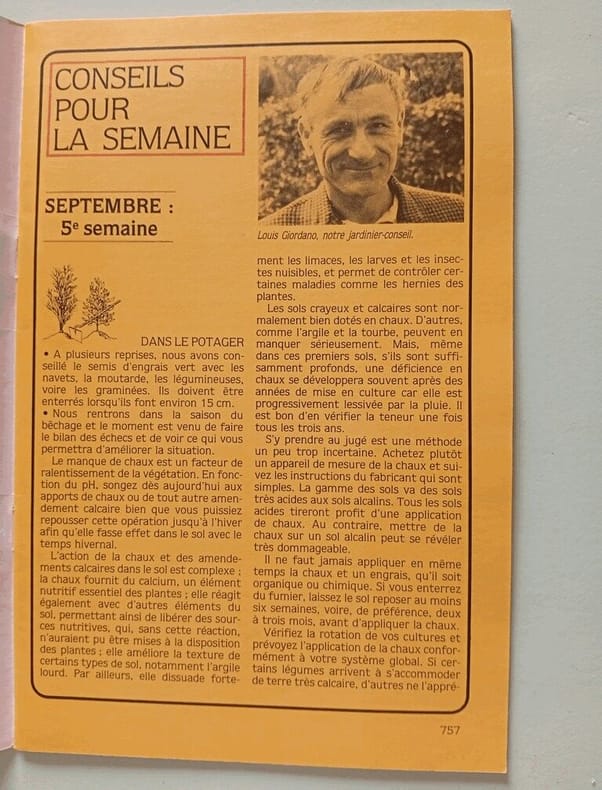 CONSEILS
POUR
LA SEMAINE
SEPTEMBRE :
5e semaine
DANS LE POTAGER
• A plusieurs reprises, nous avons con-
seillé le semis d'engrais vert avec les
navets, la moutarde, les légumineuses,
voire les graminées. Ils doivent être
enterrés lorsqu'ils font environ 15 cm.
• Nous rentrons dans la saison du
bêchage et le moment est venu de faire
le bilan des échecs et de voir ce qui vous
permettra d'améliorer la situation.
Le manque de chaux est un facteur de
ralentissement de la végétation. En fonc-
tion du pH, songez dès aujourd'hui aux
apports de chaux ou de tout autre amen-
dement calcaire bien que vous puissiez
repousser cette opération jusqu'à l'hiver
afin qu'elle fasse effet dans le sol avec le
temps hivernal.
L'action de la chaux et des amende-
ments calcaires dans le sol est complexe ;
la chaux fournit du calcium, un élément
nutritif essentiel des plantes ; elle réagit
également avec d'autres éléments du
sol, permettant ainsi de libérer des sour-
ces nutritives, qui, sans cette réaction,
n'auraient pu être mises à la disposition
des plantes ; elle améliore la texture de
certains types de sol, notamment l'argile
lourd. Par ailleurs, elle dissuade forte-
Louis Giordano, notre jardinier-conseil.
ment les limaces, les larves et les insec-
tes nuisibles, et permet de contrôler cer-
taines maladies comme les hernies des
plantes.
Les sols crayeux et calcaires sont nor-
malement bien dotés en chaux. D'autres,
comme l'argile et la tourbe, peuvent en
manquer sérieusement. Mais, même
dans ces premiers sols, s'ils sont suffi-
samment profonds, une déficience en
chaux se développera souvent après des
années de mise en culture car elle est
progressivement lessivée par la pluie. Il
est bon d'en vérifier la teneur une fois
tous les trois ans.
S'y prendre au jugé est une méthode
un peu trop incertaine. Achetez plutôt
un appareil de mesure de la chaux et sui-
vez les instructions du fabricant qui sont
simples. La gamme des sols va des sols
très acides aux sols alcalins. Tous les sols
acides tireront profit d'une application
de chaux. Au contraire, mettre de la
chaux sur un sol alcalin peut se révéler
très dommageable.
Il ne faut jamais appliquer en même
temps la chaux et un engrais, qu'il soit
organique ou chimique. Si vous enterrez
du fumier, laissez le sol reposer au moins
six semaines, voire, de préférence, deux
à trois mois, avant d'appliquer la chaux.
Vérifiez la rotation de vos cultures et
prévoyez l'application de la chaux confor-
mément à votre système global. Si cer-
tains légumes arrivent à s'accommoder
de terre très calcaire, d'autres ne l'appré-
757